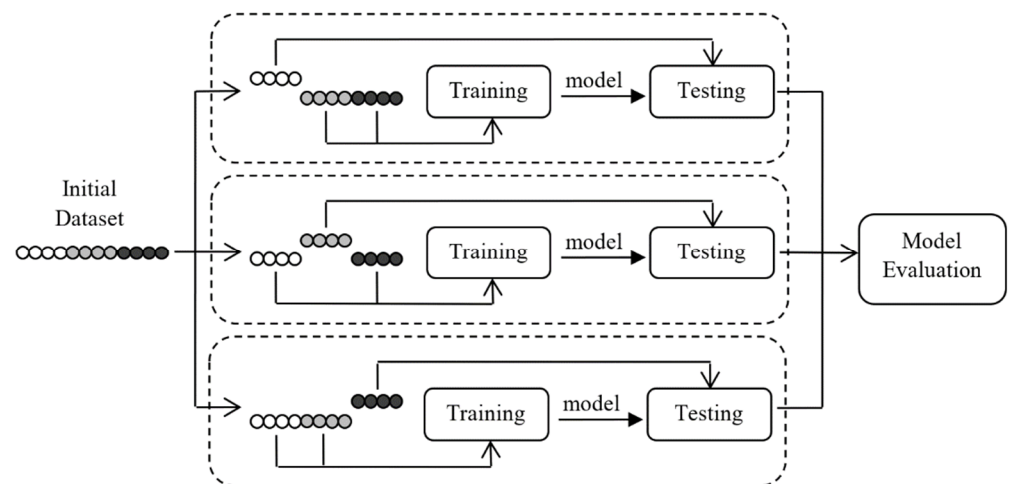 Training
model
Testing
Initial
Dataset
Training
model
Testing
Model
Evaluation
Training
model
Testing